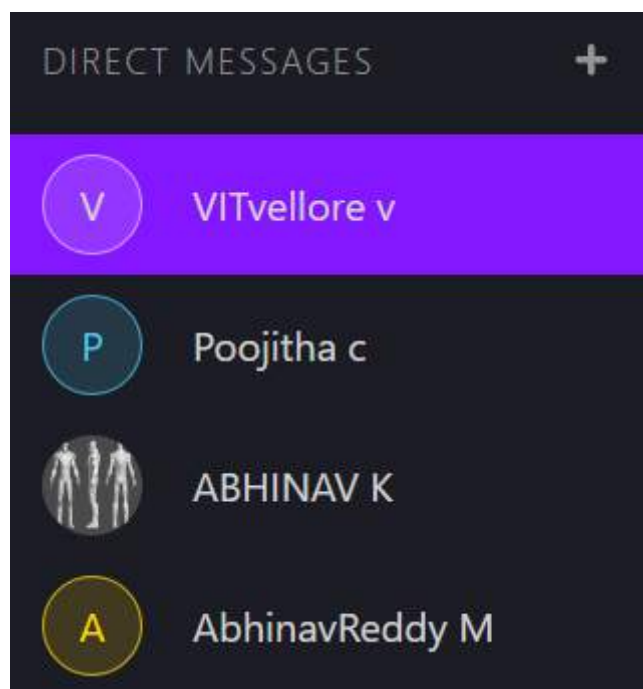 DIRECT MESSAGES +
V VITvellore v
P Poojitha c
ABHINAV K
A AbhinavReddy M